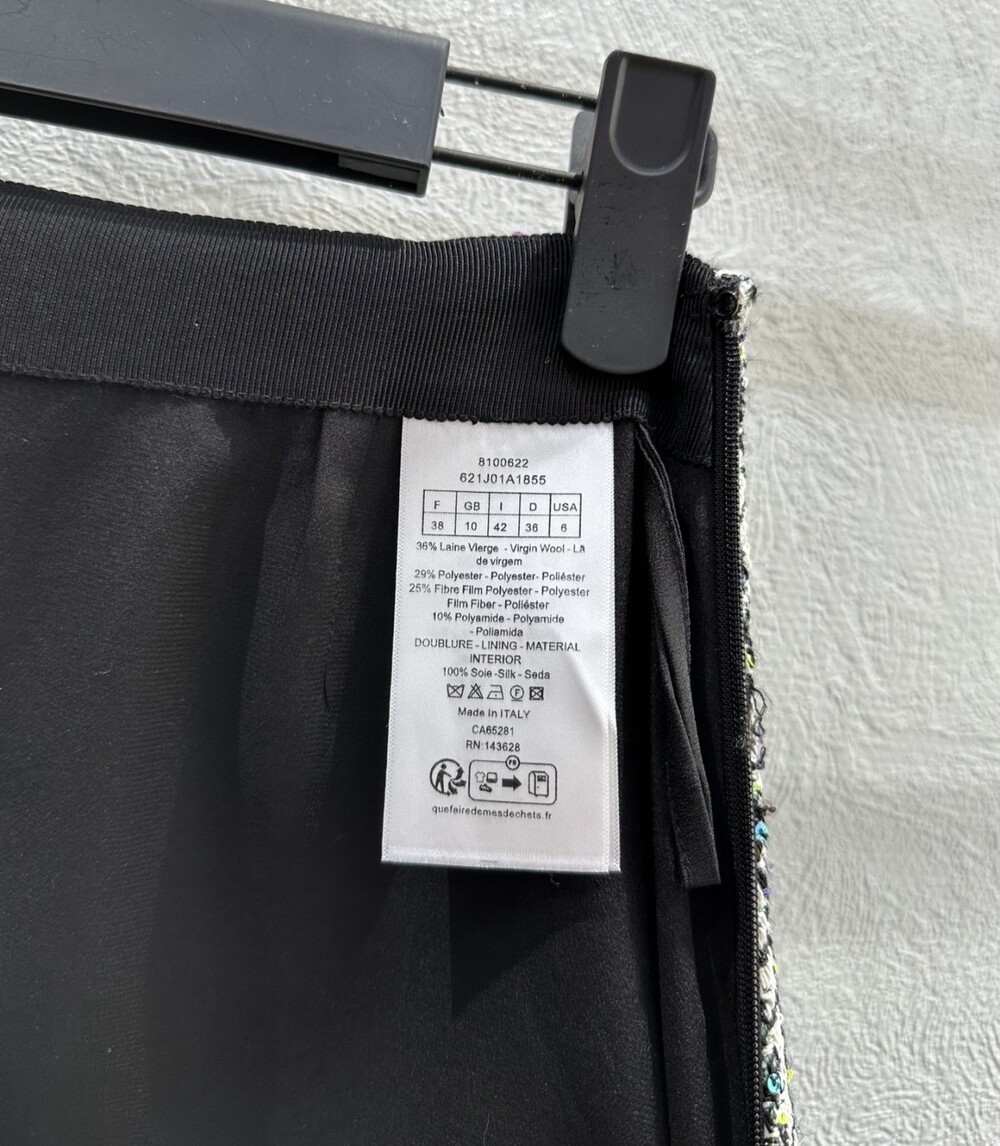 8100622
621J01A1855
F GB I D USA
38 10 42 36 6
36% Laine Vierge - Virgin Wool - LA
de virgem
29% Polyester - Polyester- Poliéster
25% Fibre Film Polyester - Polyester
Film Fiber - Poliéster
10% Polyamide - Polyamide
- Poliamida
DOUBLURE - LINING - MATERIAL
INTERIOR
100% Soie -Silk - Seda
F
Made in ITALY
CA65281
RN:143628
FR
quefairedemesdechets.fr